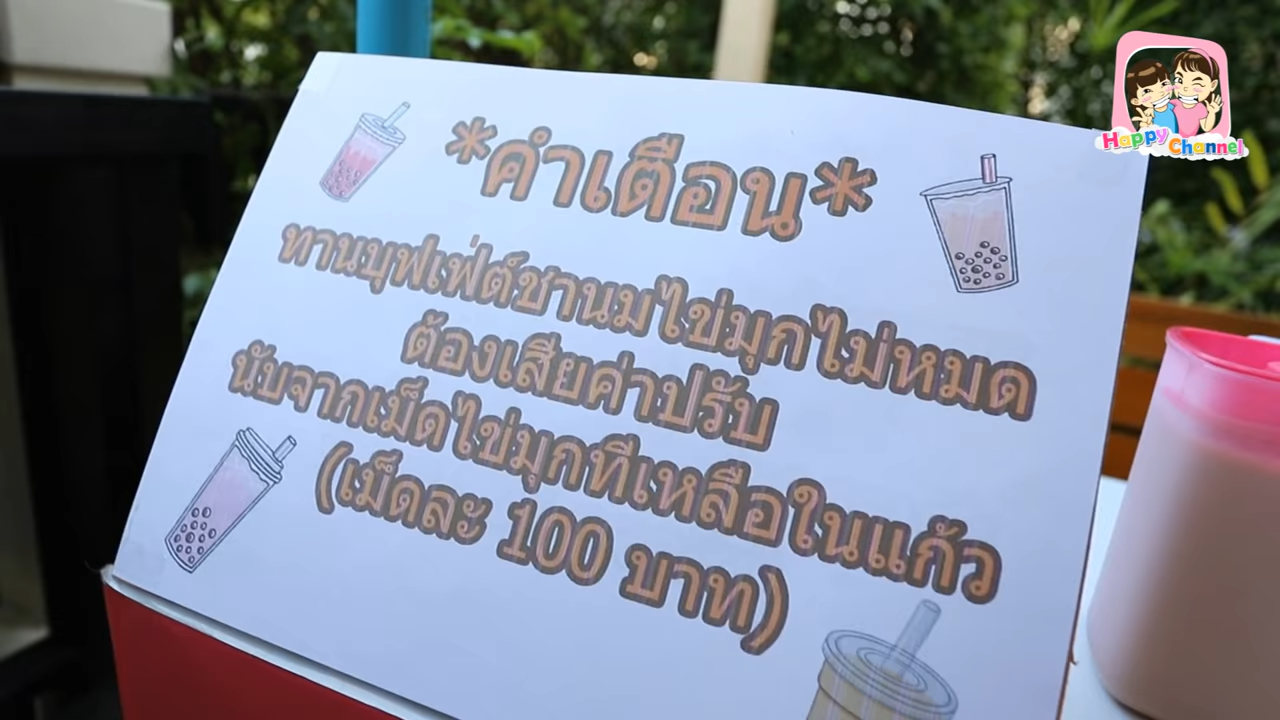 *คำเตือน*
ทานบุฟเฟ่ต์ชานมไข่มุกไม่หมด
ต้องเสียค่าปรับ
นับจากเม็ดไข่มุกที่เหลือในแก้ว
(เม็ดละ 100 บาท)
Happy Channel